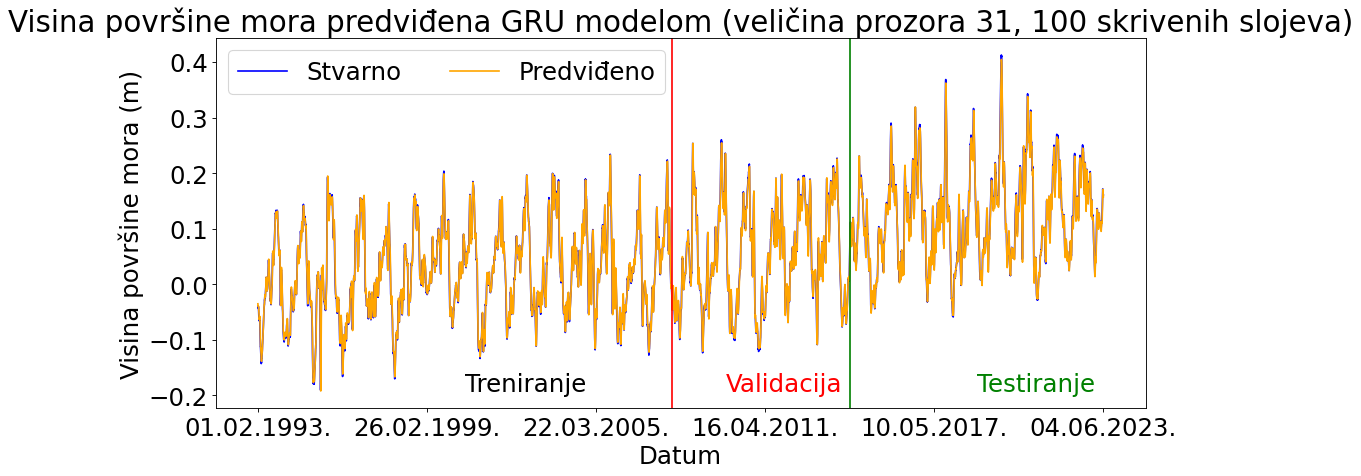 Visina površine mora predviđena GRU modelom (veličina prozora 31, 100 skrivenih slojeva)
Stvarno Predviđeno
Visina površine mora (m)
0.4
0.3
0.2
0.1
0.0
−0.1
−0.2
Treniranje Validacija Testiranje
01.02.1993. 26.02.1999. 22.03.2005. 16.04.2011. 10.05.2017. 04.06.2023.
Datum